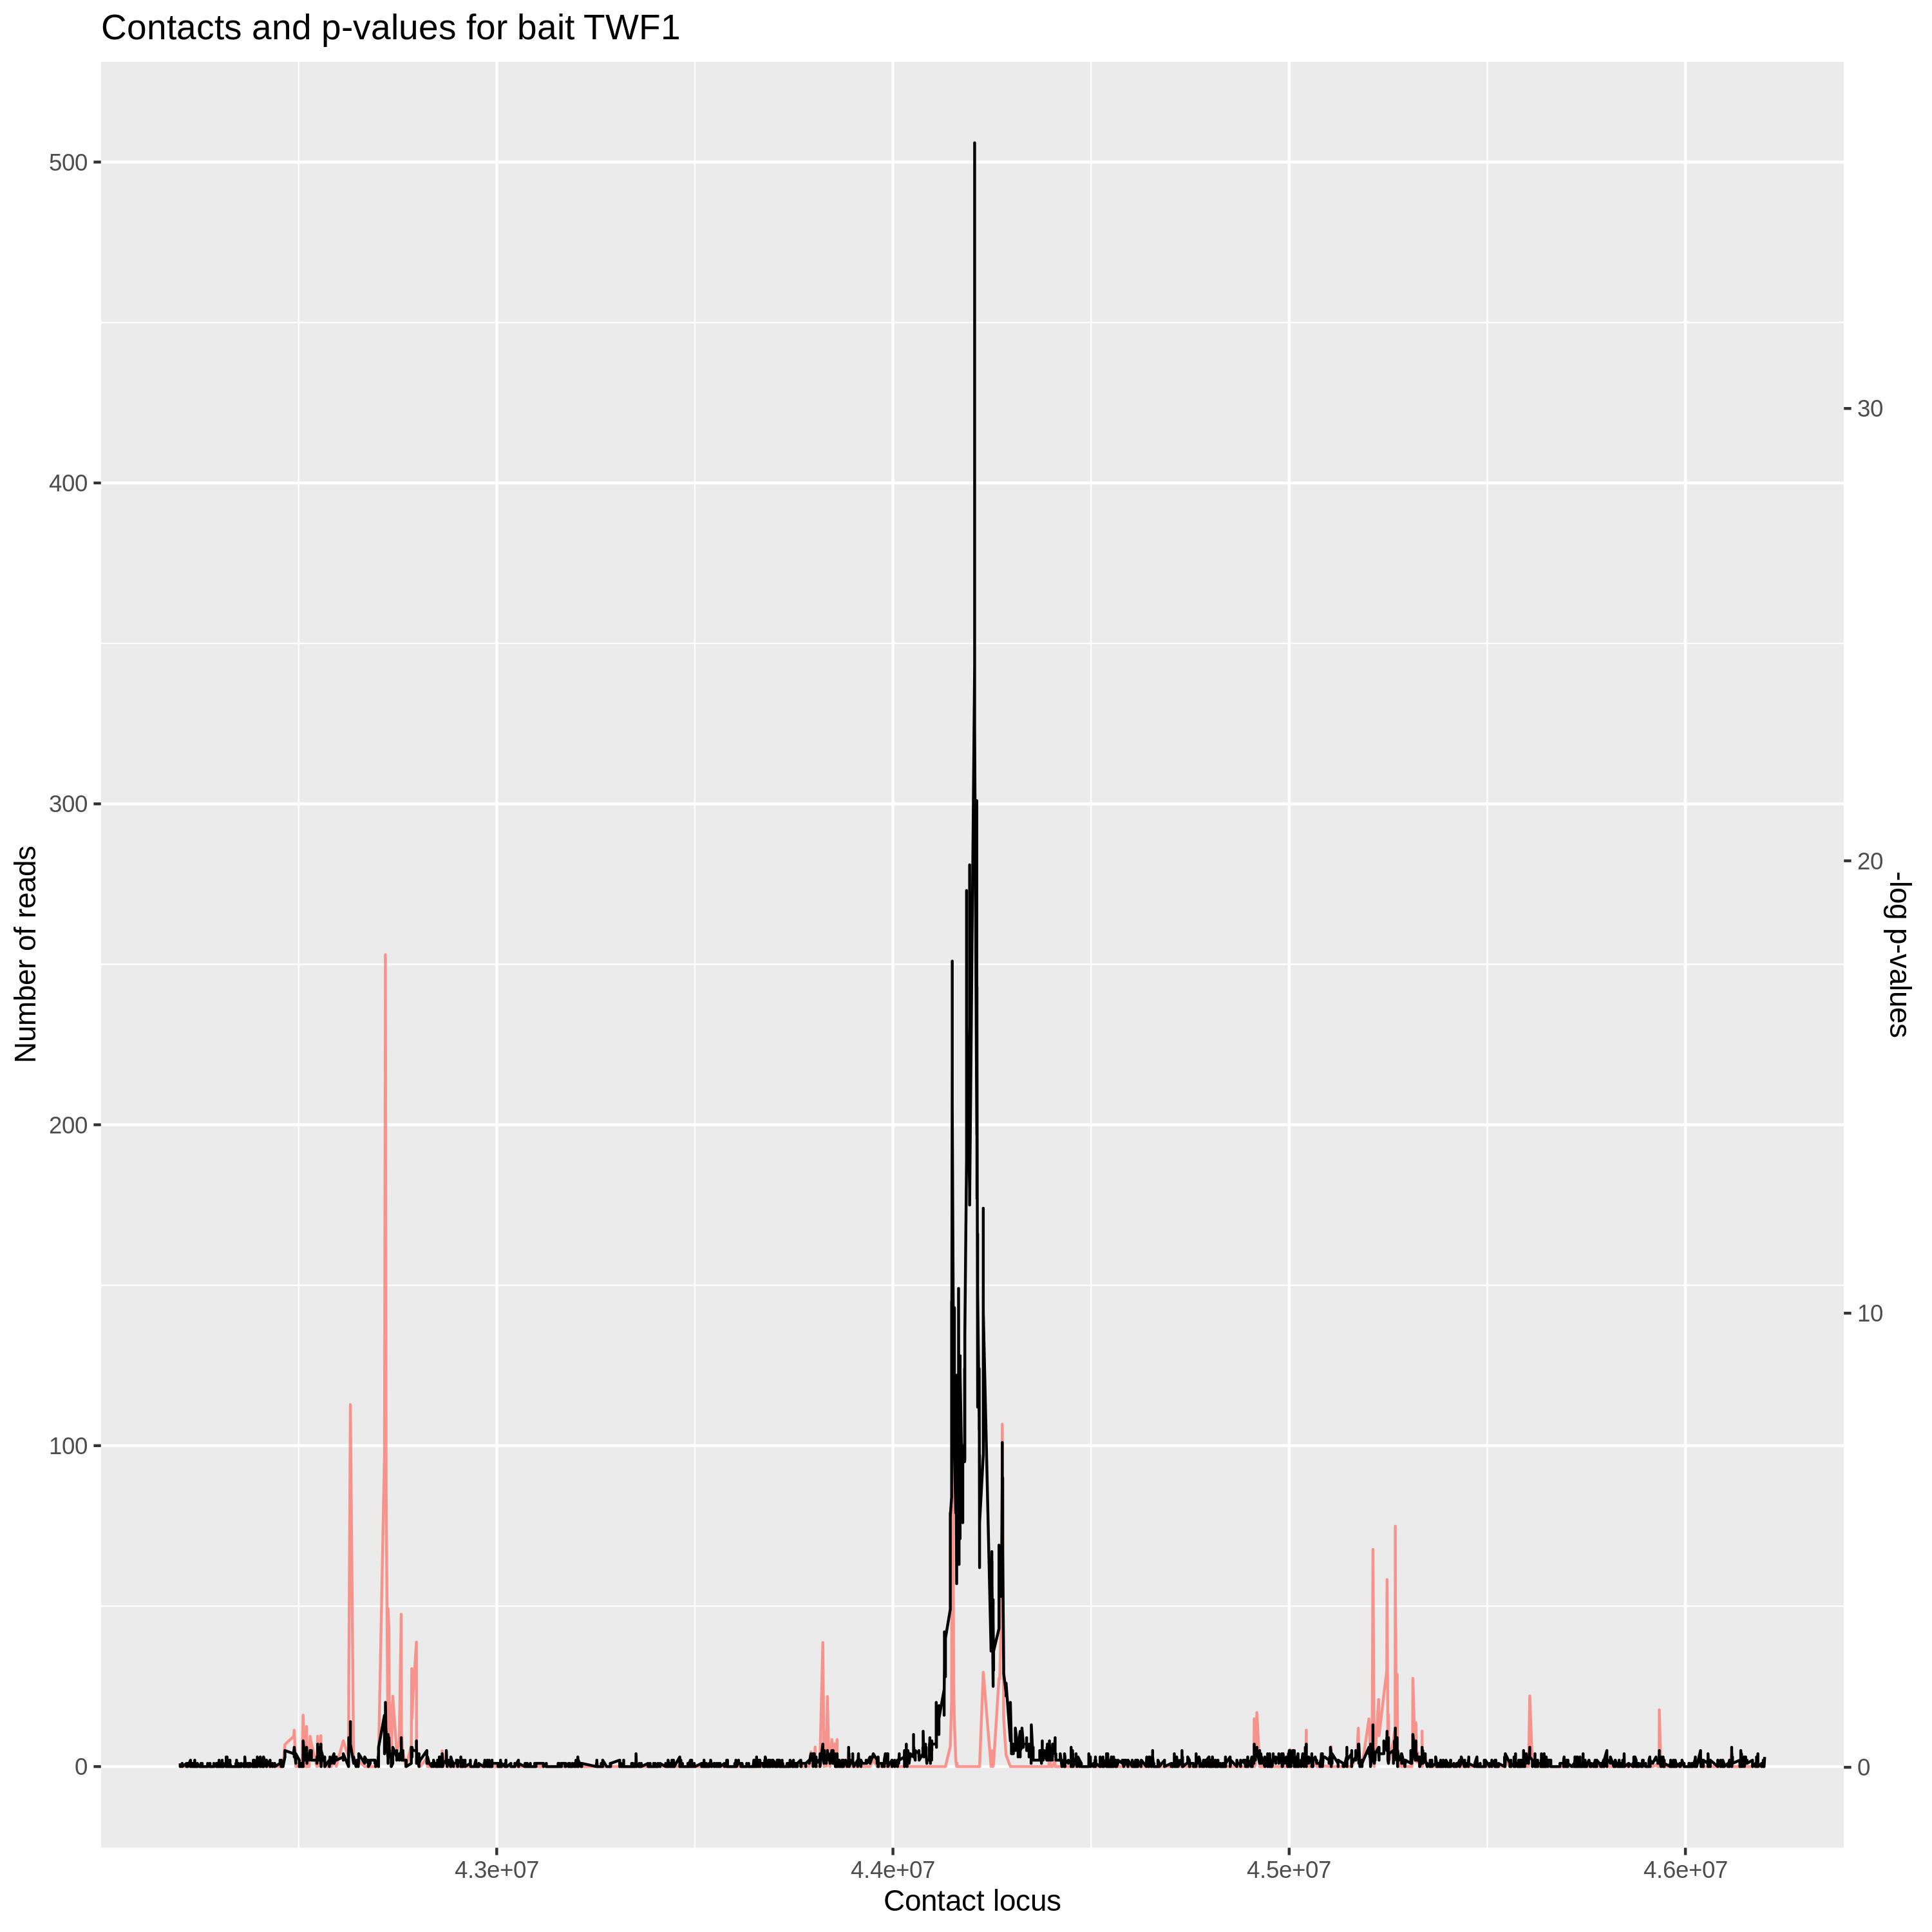 Contacts and p-values for bait TWF1
500
400
300
200
100
0
Number of reads
30
20
10
0
-log p-values
4.3e+07
4.4e+07
4.5e+07
4.6e+07
Contact locus